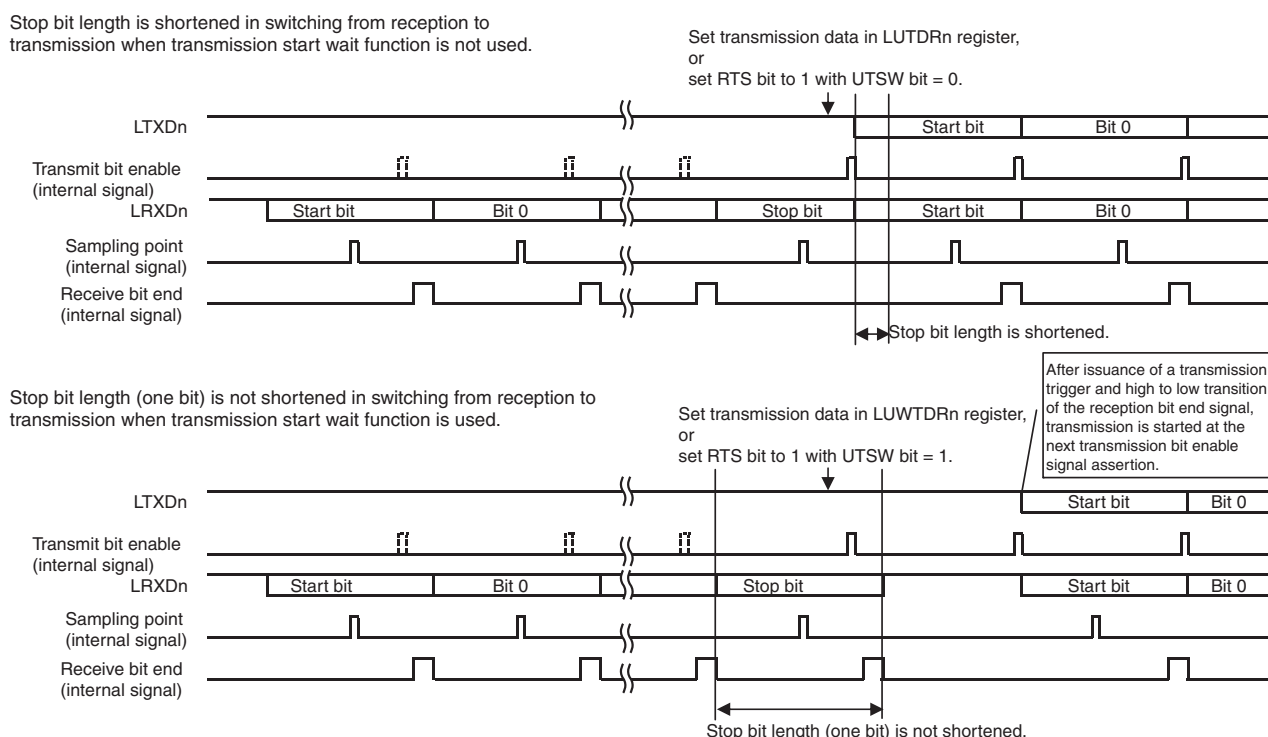 Stop bit length is shortened in switching from reception to
transmission when transmission start wait function is not used.
Set transmission data in LUTDRn register,
or
set RTS bit to 1 with UTSW bit = 0.
LTXDn
Start bit
Bit 0
Transmit bit enable
(internal signal)
LRXDn
Start bit
Bit 0
Stop bit
Start bit
Bit 0
Sampling point
(internal signal)
Receive bit end
(internal signal)
Stop bit length is shortened.
Stop bit length (one bit) is not shortened in switching from reception to
transmission when transmission start wait function is used.
Set transmission data in LUWTDRn register,
or
set RTS bit to 1 with UTSW bit = 1.
After issuance of a transmission
trigger and high to low transition
of the reception bit end signal,
transmission is started at the
next transmission bit enable
signal assertion.
LTXDn
Start bit
Bit 0
Transmit bit enable
(internal signal)
LRXDn
Start bit
Bit 0
Stop bit
Start bit
Bit 0
Sampling point
(internal signal)
Receive bit end
(internal signal)
Stop bit length (one bit) is not shortened.